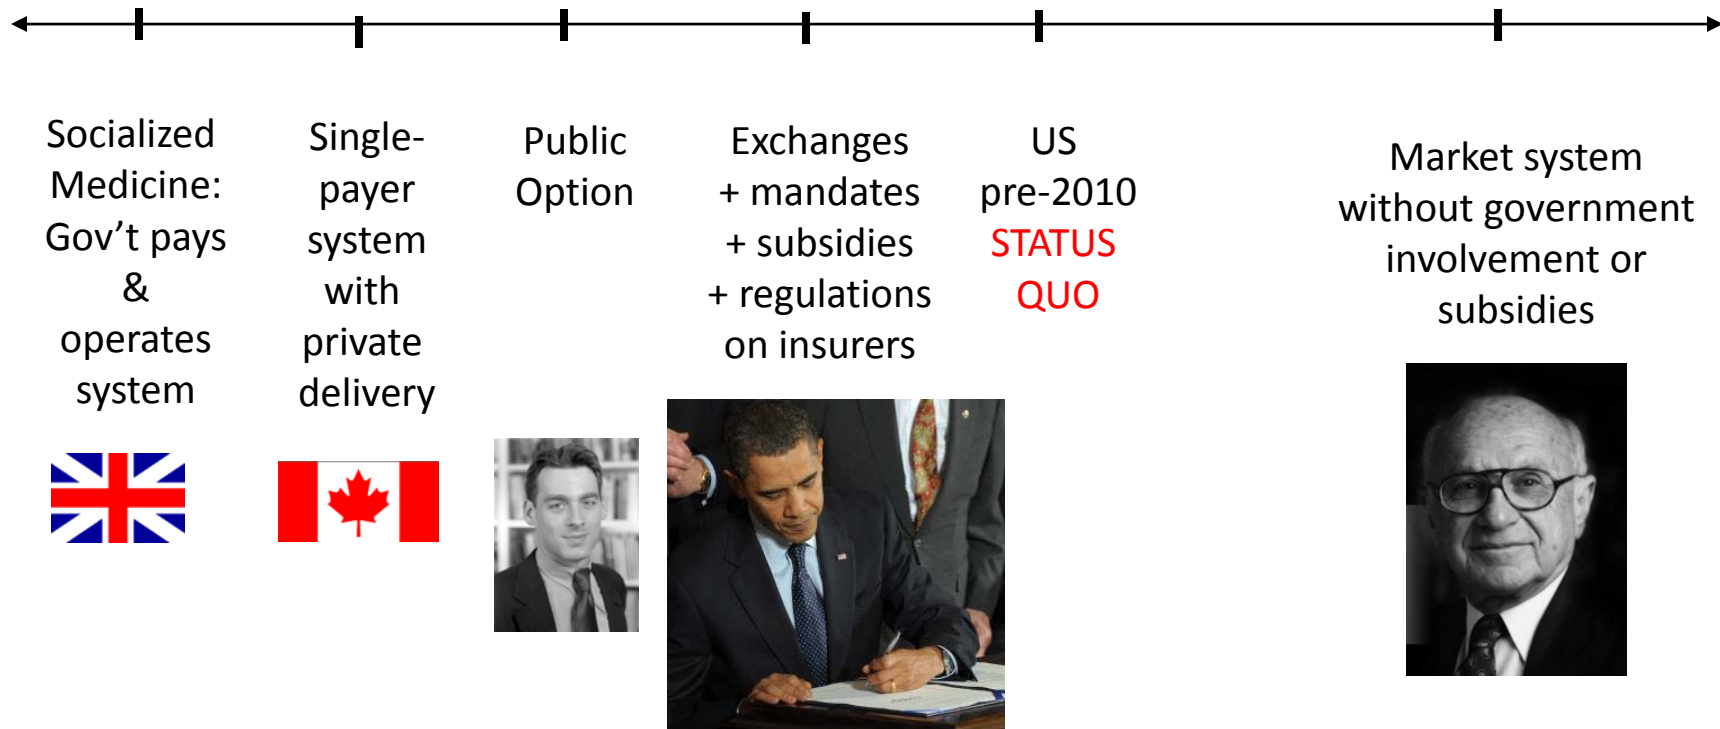 Socialized
Medicine:
Gov’t pays
&
operates
system
Single-
payer
system
with
private
delivery
Public
Option
Exchanges
+ mandates
+ subsidies
+ regulations
on insurers
US
pre-2010
STATUS
QUO
Market system
without government
involvement or
subsidies